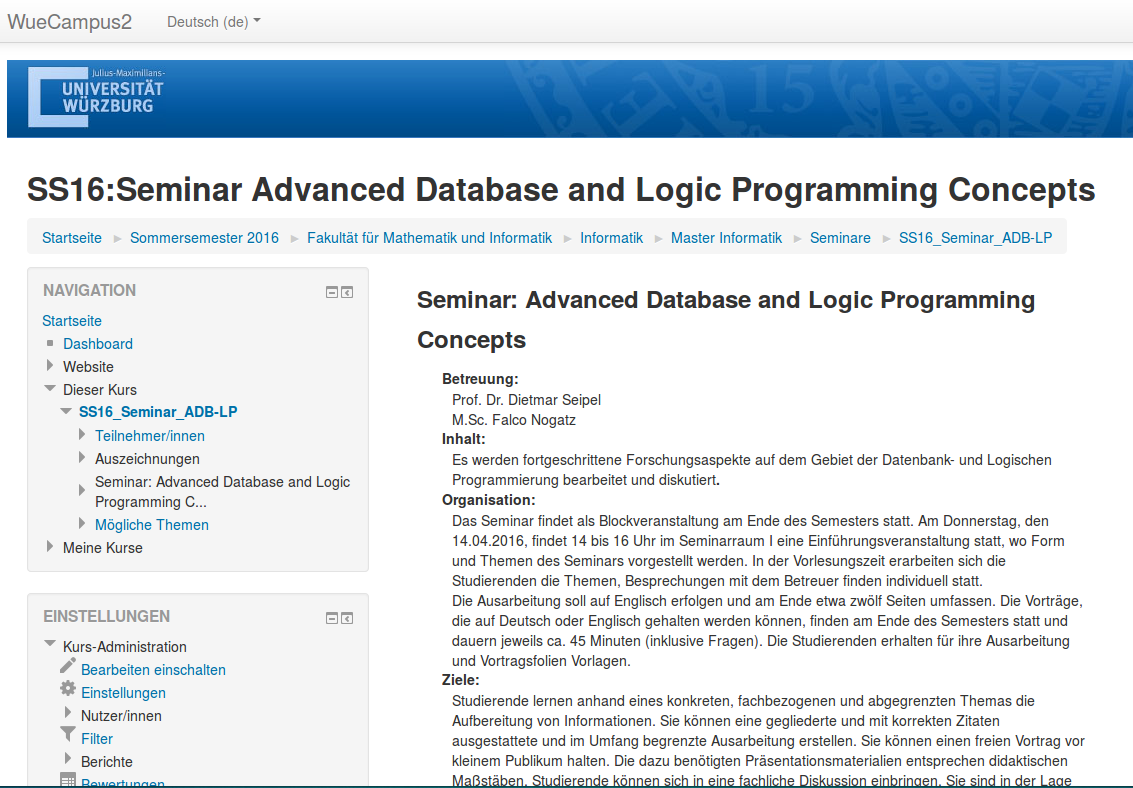 WueCampus2 Deutsch (de)
Julius-Maximilians-
UNIVERSITÄT
WÜRZBURG
15
SS16:Seminar Advanced Database and Logic Programming Concepts
Startseite ► Sommersemester 2016 ► Fakultät für Mathematik und Informatik ► Informatik ► Master Informatik ► Seminare ► SS16_Seminar_ADB-LP
NAVIGATION
Startseite
Dashboard
Website
Dieser Kurs
SS16_Seminar_ADB-LP
Teilnehmer/innen
Auszeichnungen
Seminar: Advanced Database and Logic
Programming C...
Mögliche Themen
Meine Kurse
EINSTELLUNGEN
Kurs-Administration
Bearbeiten einschalten
Einstellungen
Nutzer/innen
Filter
Berichte
Bewertungen
Seminar: Advanced Database and Logic Programming
Concepts
Betreuung:
Prof. Dr. Dietmar Seipel
M.Sc. Falco Nogatz
Inhalt:
Es werden fortgeschrittene Forschungsaspekte auf dem Gebiet der Datenbank- und Logischen
Programmierung bearbeitet und diskutiert.
Organisation:
Das Seminar findet als Blockveranstaltung am Ende des Semesters statt. Am Donnerstag, den
14.04.2016, findet 14 bis 16 Uhr im Seminarraum I eine Einführungsveranstaltung statt, wo Form
und Themen des Seminars vorgestellt werden. In der Vorlesungszeit erarbeiten sich die
Studierenden die Themen, Besprechungen mit dem Betreuer finden individuell statt.
Die Ausarbeitung soll auf Englisch erfolgen und am Ende etwa zwölf Seiten umfassen. Die Vorträge,
die auf Deutsch oder Englisch gehalten werden können, finden am Ende des Semesters statt und
dauern jeweils ca. 45 Minuten (inklusive Fragen). Die Studierenden erhalten für ihre Ausarbeitung
und Vortragsfolien Vorlagen.
Ziele:
Studierende lernen anhand eines konkreten, fachbezogenen und abgegrenzten Themas die
Aufbereitung von Informationen. Sie können eine gegliederte und mit korrekten Zitaten
ausgestattete und im Umfang begrenzte Ausarbeitung erstellen. Sie können einen freien Vortrag vor
kleinem Publikum halten. Die dazu benötigten Präsentationsmaterialien entsprechen didaktischen
Maßstäben. Studierende können sich in eine fachliche Diskussion einbringen. Sie sind in der Lage